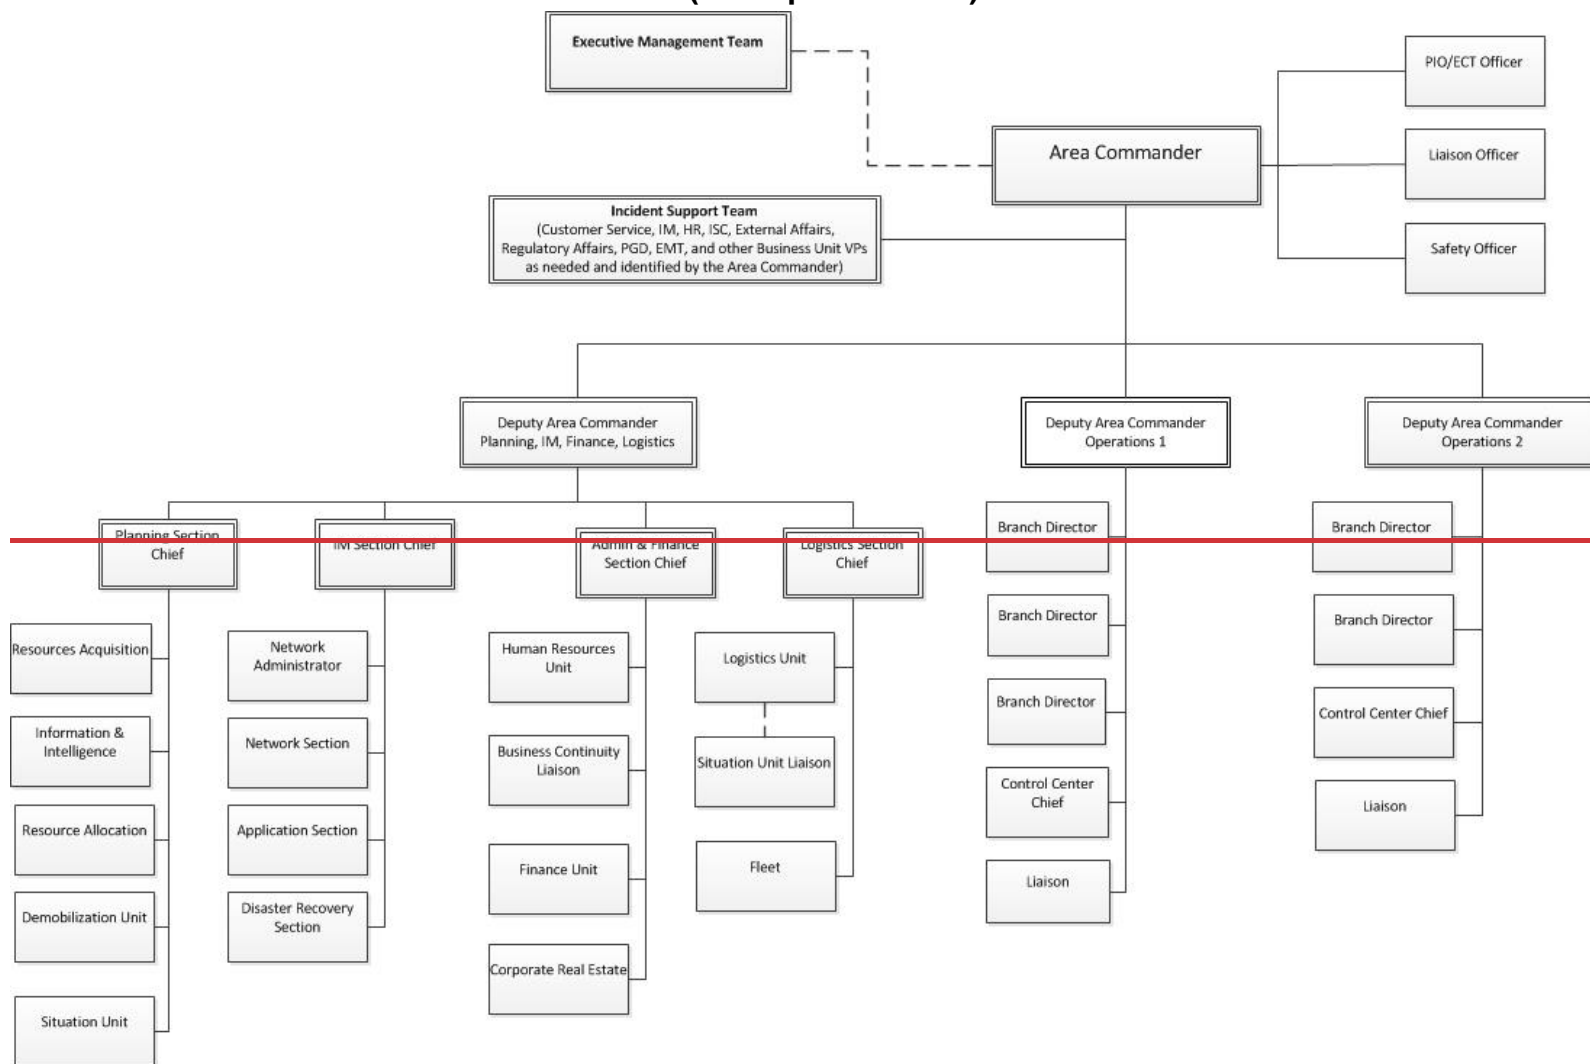 Executive Management Team
PIO/ECT Officer
Area Commander
Liaison Officer
Incident Support Team
(Customer Service, IM, HR, ISC, External Affairs,
Regulatory Affairs, PGD, EMT, and other Business Unit VPs
as needed and identified by the Area Commander)
Safety Officer
Deputy Area Commander
Planning, IM, Finance, Logistics
Deputy Area Commander
Operations 1
Deputy Area Commander
Operations 2
Planning Section
Chief
IM Section Chief
Admin & Finance
Section Chief
Logistics Section
Chief
Branch Director
Branch Director
Resources Acquisition
Network
Administrator
Human Resources
Unit
Logistics Unit
Branch Director
Branch Director
Information &
Intelligence
Network Section
Business Continuity
Liaison
Situation Unit Liaison
Branch Director
Control Center Chief
Resource Allocation
Application Section
Finance Unit
Fleet
Control Center
Chief
Liaison
Demobilization Unit
Disaster Recovery
Section
Corporate Real Estate
Liaison
Situation Unit